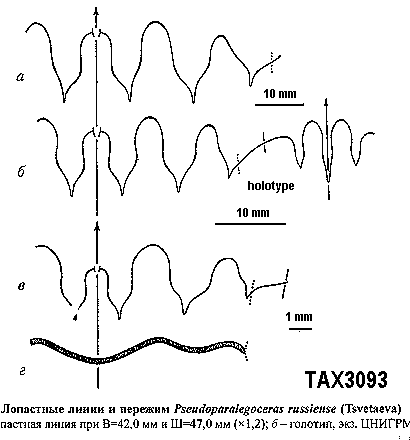 а
10 mm
б
holotype
10 mm
в
1 mm
г
TAX3093
Лопастные линии и пережим Pseudoparalegoceras russiense (Tsvetaeva)
пастная линия при В=42,0 мм и Ш=47,0 мм (×1,2); б – голотип, экз. ЦНИГРМ